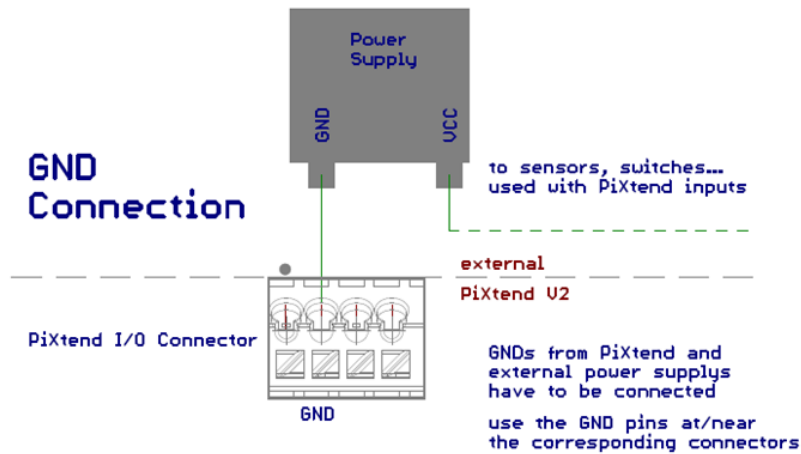 Power
Supply
GND
VCC
GND
Connection
to sensors, switches...
used with PiXtend inputs
external
PiXtend V2
PiXtend I/O Connector
GND
GNDs from PiXtend and
external power supplys
have to be connected
use the GND pins at/near
the corresponding connectors